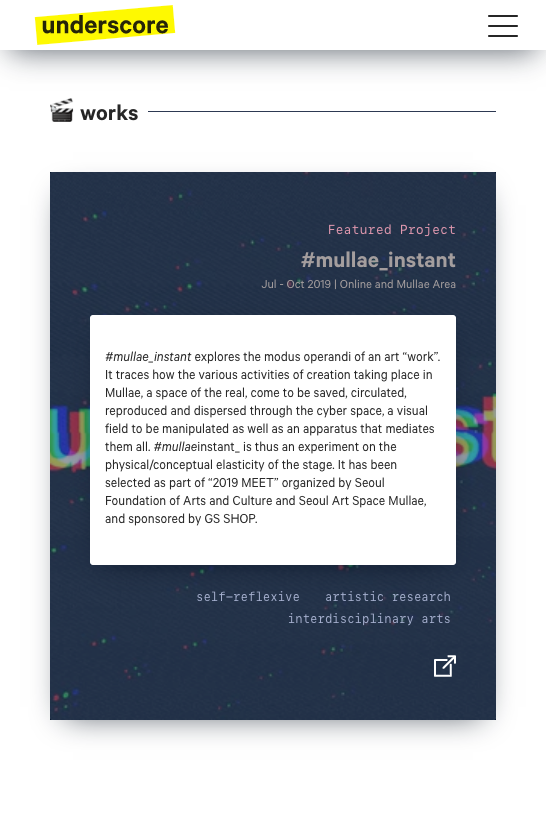 underscore
🎬 works
Featured Project
#mullae_instant
Jul - Oct 2019 | Online and Mullae Area
#mullae_instant explores the modus operandi of an art “work”.
It traces how the various activities of creation taking place in
Mullae, a space of the real, come to be saved, circulated,
reproduced and dispersed through the cyber space, a visual
field to be manipulated as well as an apparatus that mediates
them all. #mullaeinstant_ is thus an experiment on the
physical/conceptual elasticity of the stage. It has been
selected as part of “2019 MEET” organized by Seoul
Foundation of Arts and Culture and Seoul Art Space Mullae,
and sponsored by GS SHOP.
self-reflexive artistic research
interdisciplinary arts